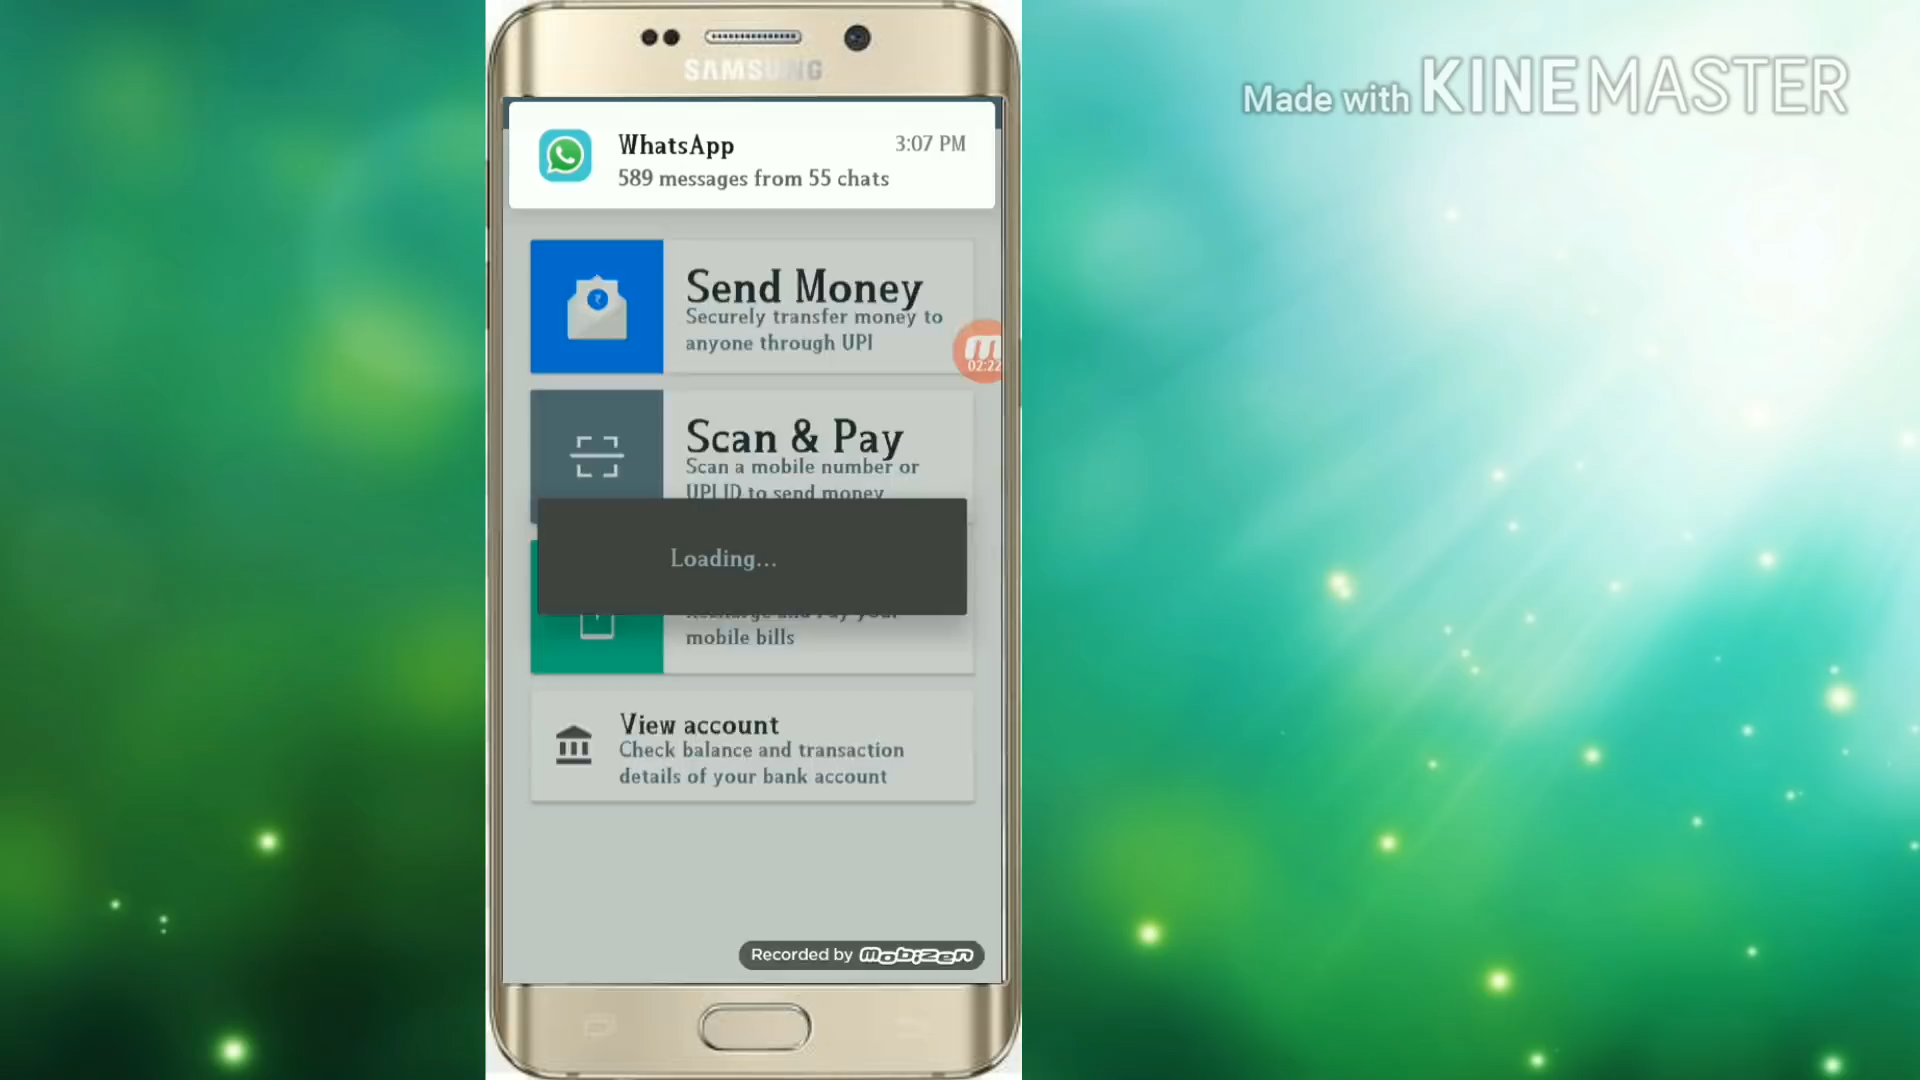 SAMSUNG
Made with KINEMASTER
WhatsApp
3:07 PM
589 messages from 55 chats
Send Money
Securely transfer money to
anyone through UPI
02:22
Scan & Pay
Scan a mobile number or
UPI ID to send money
Loading...
Recharge and Pay your
mobile bills
View account
Check balance and transaction
details of your bank account
Recorded by mobizen